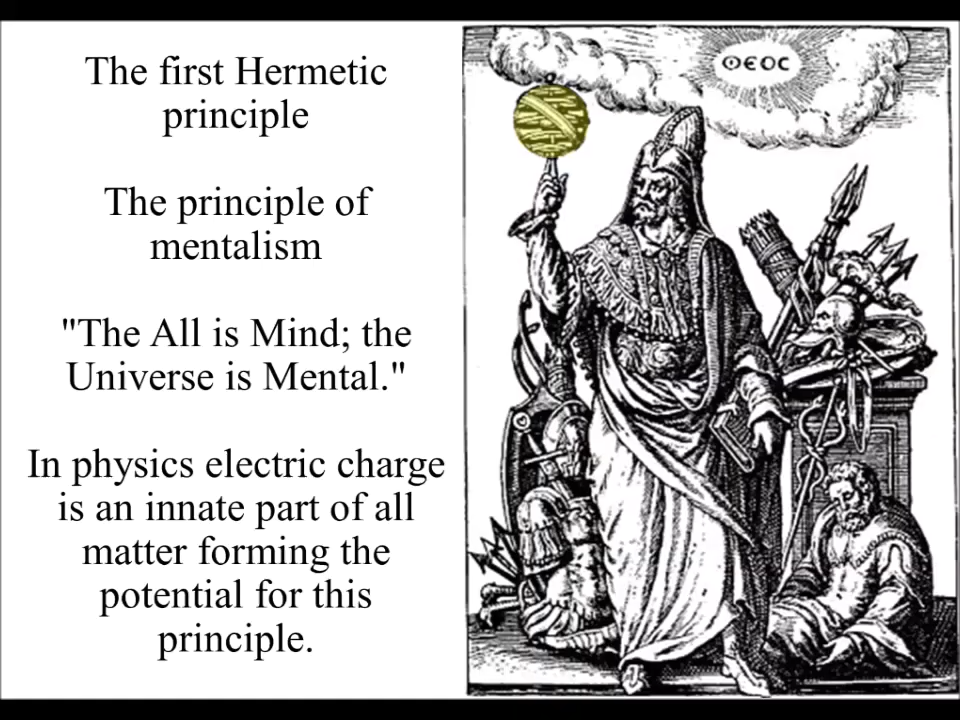 The first Hermetic
principle
The principle of
mentalism
"The All is Mind; the
Universe is Mental."
In physics electric charge
is an innate part of all
matter forming the
potential for this
principle.
ΘЄΟC